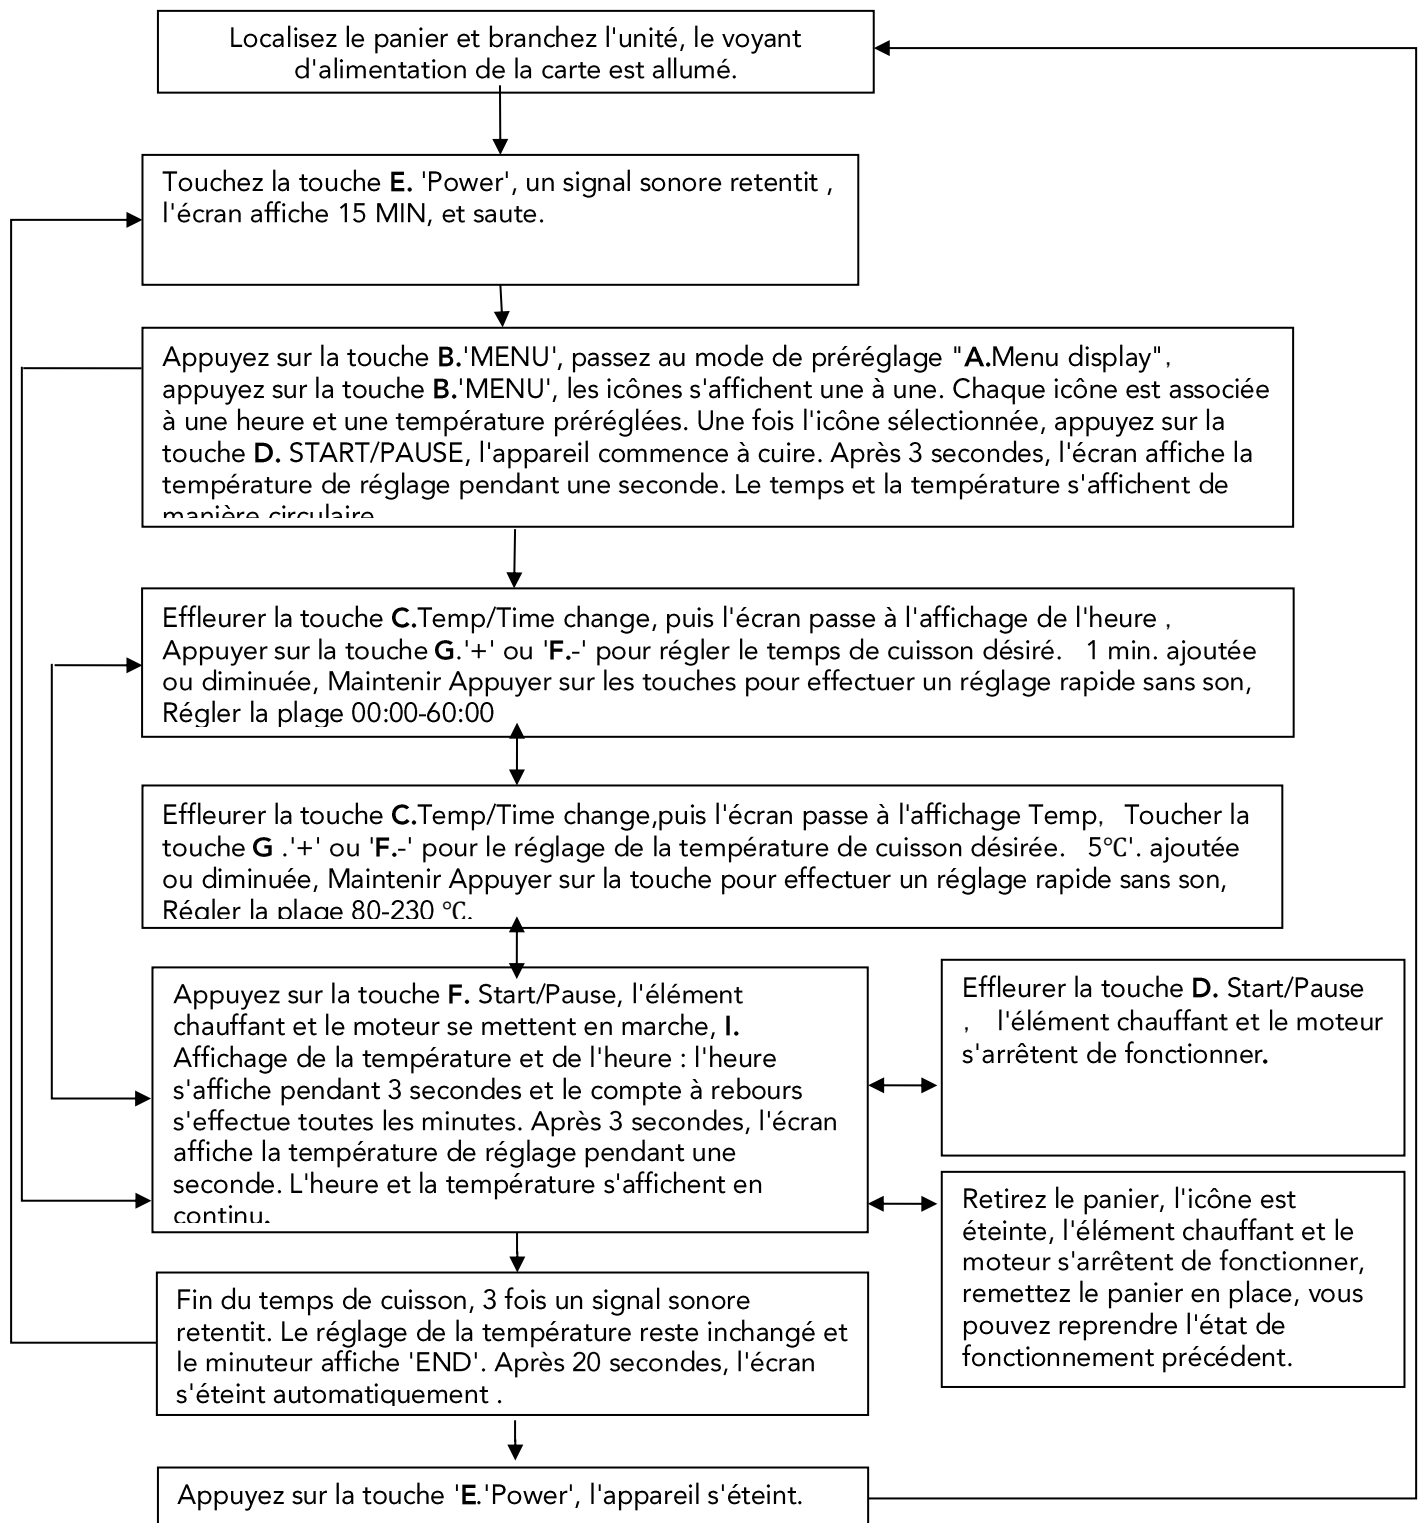 Localisez le panier et branchez l'unité, le voyant
d'alimentation de la carte est allumé.
Touchez la touche E. 'Power', un signal sonore retentit ,
l'écran affiche 15 MIN, et saute.
Appuyez sur la touche B.'MENU', passez au mode de préréglage "A.Menu display",
appuyez sur la touche B.'MENU', les icônes s'affichent une à une. Chaque icône est associée
à une heure et une température préréglées. Une fois l'icône sélectionnée, appuyez sur la
touche D. START/PAUSE, l'appareil commence à cuire. Après 3 secondes, l'écran affiche la
température de réglage pendant une seconde. Le temps et la température s'affichent de
manière circulaire
Effleurer la touche C.Temp/Time change, puis l'écran passe à l'affichage de l'heure ,
Appuyer sur la touche G.'+' ou 'F.-' pour régler le temps de cuisson désiré. 1 min. ajoutée
ou diminuée, Maintenir Appuyer sur les touches pour effectuer un réglage rapide sans son,
Régler la plage 00:00-60:00
Effleurer la touche C.Temp/Time change,puis l'écran passe à l'affichage Temp, Toucher la
touche G .'+' ou 'F.-' pour le réglage de la température de cuisson désirée. 5℃'. ajoutée
ou diminuée, Maintenir Appuyer sur la touche pour effectuer un réglage rapide sans son,
Régler la plage 80-230 ℃.
Appuyez sur la touche F. Start/Pause, l'élément
chauffant et le moteur se mettent en marche, I.
Affichage de la température et de l'heure : l'heure
s'affiche pendant 3 secondes et le compte à rebours
s'effectue toutes les minutes. Après 3 secondes, l'écran
affiche la température de réglage pendant une
seconde. L'heure et la température s'affichent en
continu.
Effleurer la touche D. Start/Pause
, l'élément chauffant et le moteur
s'arrêtent de fonctionner.
Retirez le panier, l'icône est
éteinte, l'élément chauffant et le
moteur s'arrêtent de fonctionner,
remettez le panier en place, vous
pouvez reprendre l'état de
fonctionnement précédent.
Fin du temps de cuisson, 3 fois un signal sonore
retentit. Le réglage de la température reste inchangé et
le minuteur affiche 'END'. Après 20 secondes, l'écran
s'éteint automatiquement .
Appuyez sur la touche 'E.'Power', l'appareil s'éteint.